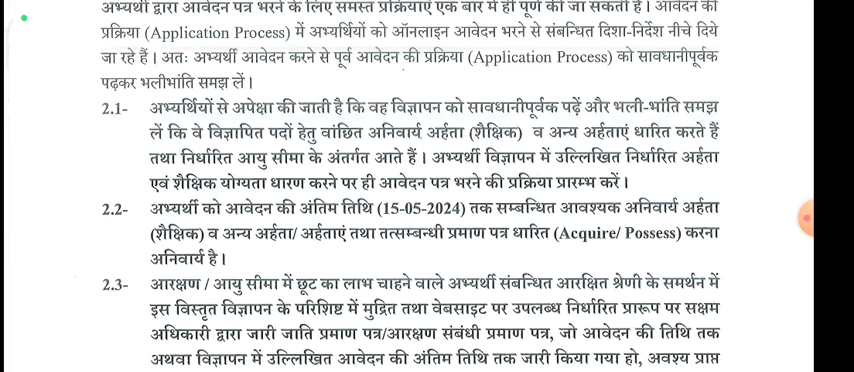 अभ्यर्थी द्वारा आवेदन पत्र भरने के लिए समस्त प्रक्रियाएं एक बार में ही पूर्ण की जा सकती हैं। आवेदन की
प्रक्रिया (Application Process) में अभ्यर्थियों को ऑनलाइन आवेदन भरने से संबन्धित दिशा-निर्देश नीचे दिये
जा रहे हैं। अतः अभ्यर्थी आवेदन करने से पूर्व आवेदन की प्रक्रिया (Application Process) को सावधानीपूर्वक
पढ़कर भलीभांति समझ लें।
2.1- अभ्यर्थियों से अपेक्षा की जाती है कि वह विज्ञापन को सावधानीपूर्वक पढ़ें और भली-भांति समझ
लें कि वे विज्ञापित पदों हेतु वांछित अनिवार्य अर्हता (शैक्षिक) व अन्य अर्हताएं धारित करते हैं
तथा निर्धारित आयु सीमा के अंतर्गत आते हैं। अभ्यर्थी विज्ञापन में उल्लिखित निर्धारित अर्हता
एवं शैक्षिक योग्यता धारण करने पर ही आवेदन पत्र भरने की प्रक्रिया प्रारम्भ करें।
2.2- अभ्यर्थी को आवेदन की अंतिम तिथि (15-05-2024) तक सम्बन्धित आवश्यक अनिवार्य अर्हता
(शैक्षिक) व अन्य अर्हता/ अर्हताएं तथा तत्सम्बन्धी प्रमाण पत्र धारित (Acquire/ Possess) करना
अनिवार्य है।
2.3- आरक्षण / आयु सीमा में छूट का लाभ चाहने वाले अभ्यर्थी संबन्धित आरक्षित श्रेणी के समर्थन में
इस विस्तृत विज्ञापन के परिशिष्ट में मुद्रित तथा वेबसाइट पर उपलब्ध निर्धारित प्रारूप पर सक्षम
अधिकारी द्वारा जारी जाति प्रमाण पत्र/आरक्षण संबंधी प्रमाण पत्र, जो आवेदन की तिथि तक
अथवा विज्ञापन में उल्लिखित आवेदन की अंतिम तिथि तक जारी किया गया हो, अवश्य प्राप्त